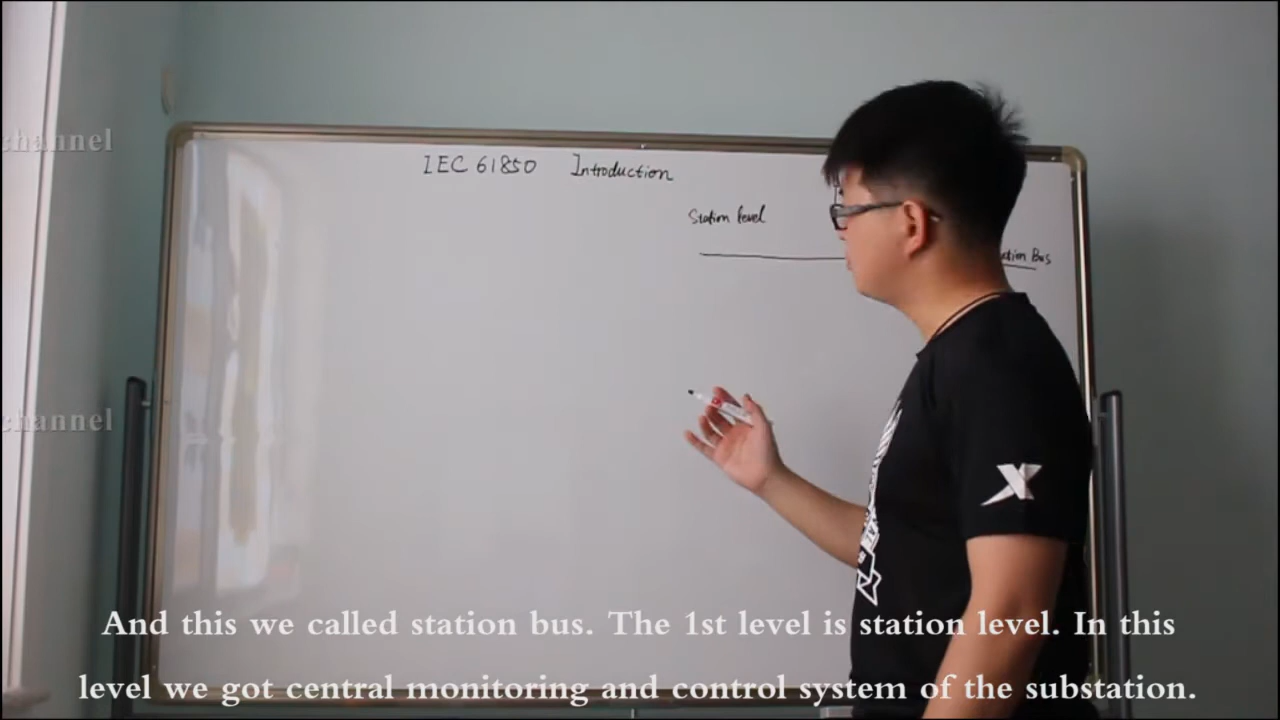 channel
IEC 61850 Introduction
Station level
Bus
channel
X
And this we called station bus. The 1st level is station level. In this
level we got central monitoring and control system of the substation.